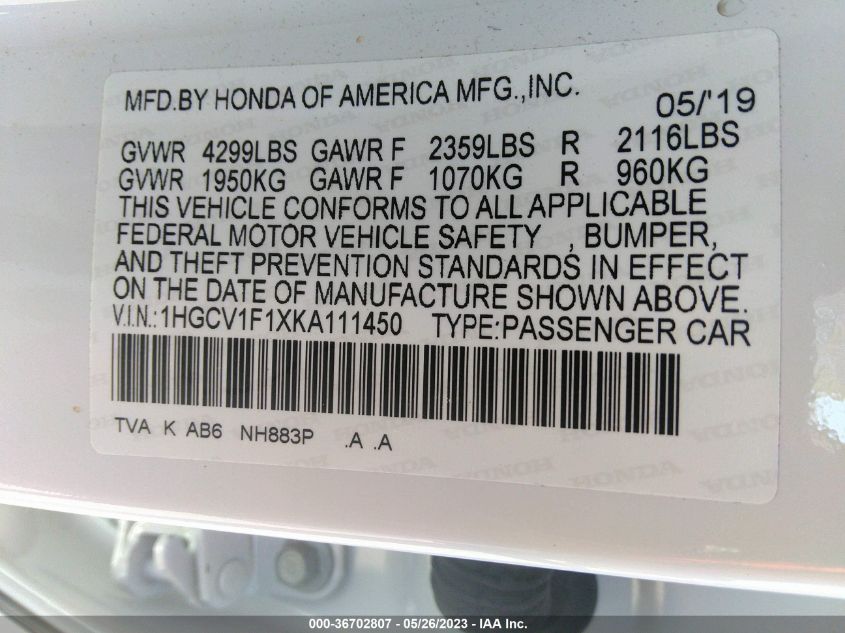 MFD.BY HONDA OF AMERICA MFG.,INC. 05/'19
GVWR 4299LBS GAWR F 2359LBS R 2116LBS
GVWR 1950KG GAWR F 1070KG R 960KG
THIS VEHICLE CONFORMS TO ALL APPLICABLE
FEDERAL MOTOR VEHICLE SAFETY , BUMPER,
AND THEFT PREVENTION STANDARDS IN EFFECT
ON THE DATE OF MANUFACTURE SHOWN ABOVE.
V.I.N.:1HGCV1F1XKA111450 TYPE:PASSENGER CAR
TVA K AB6 NH883P .A .A
000-36702807 - 05/26/2023 - IAA Inc.